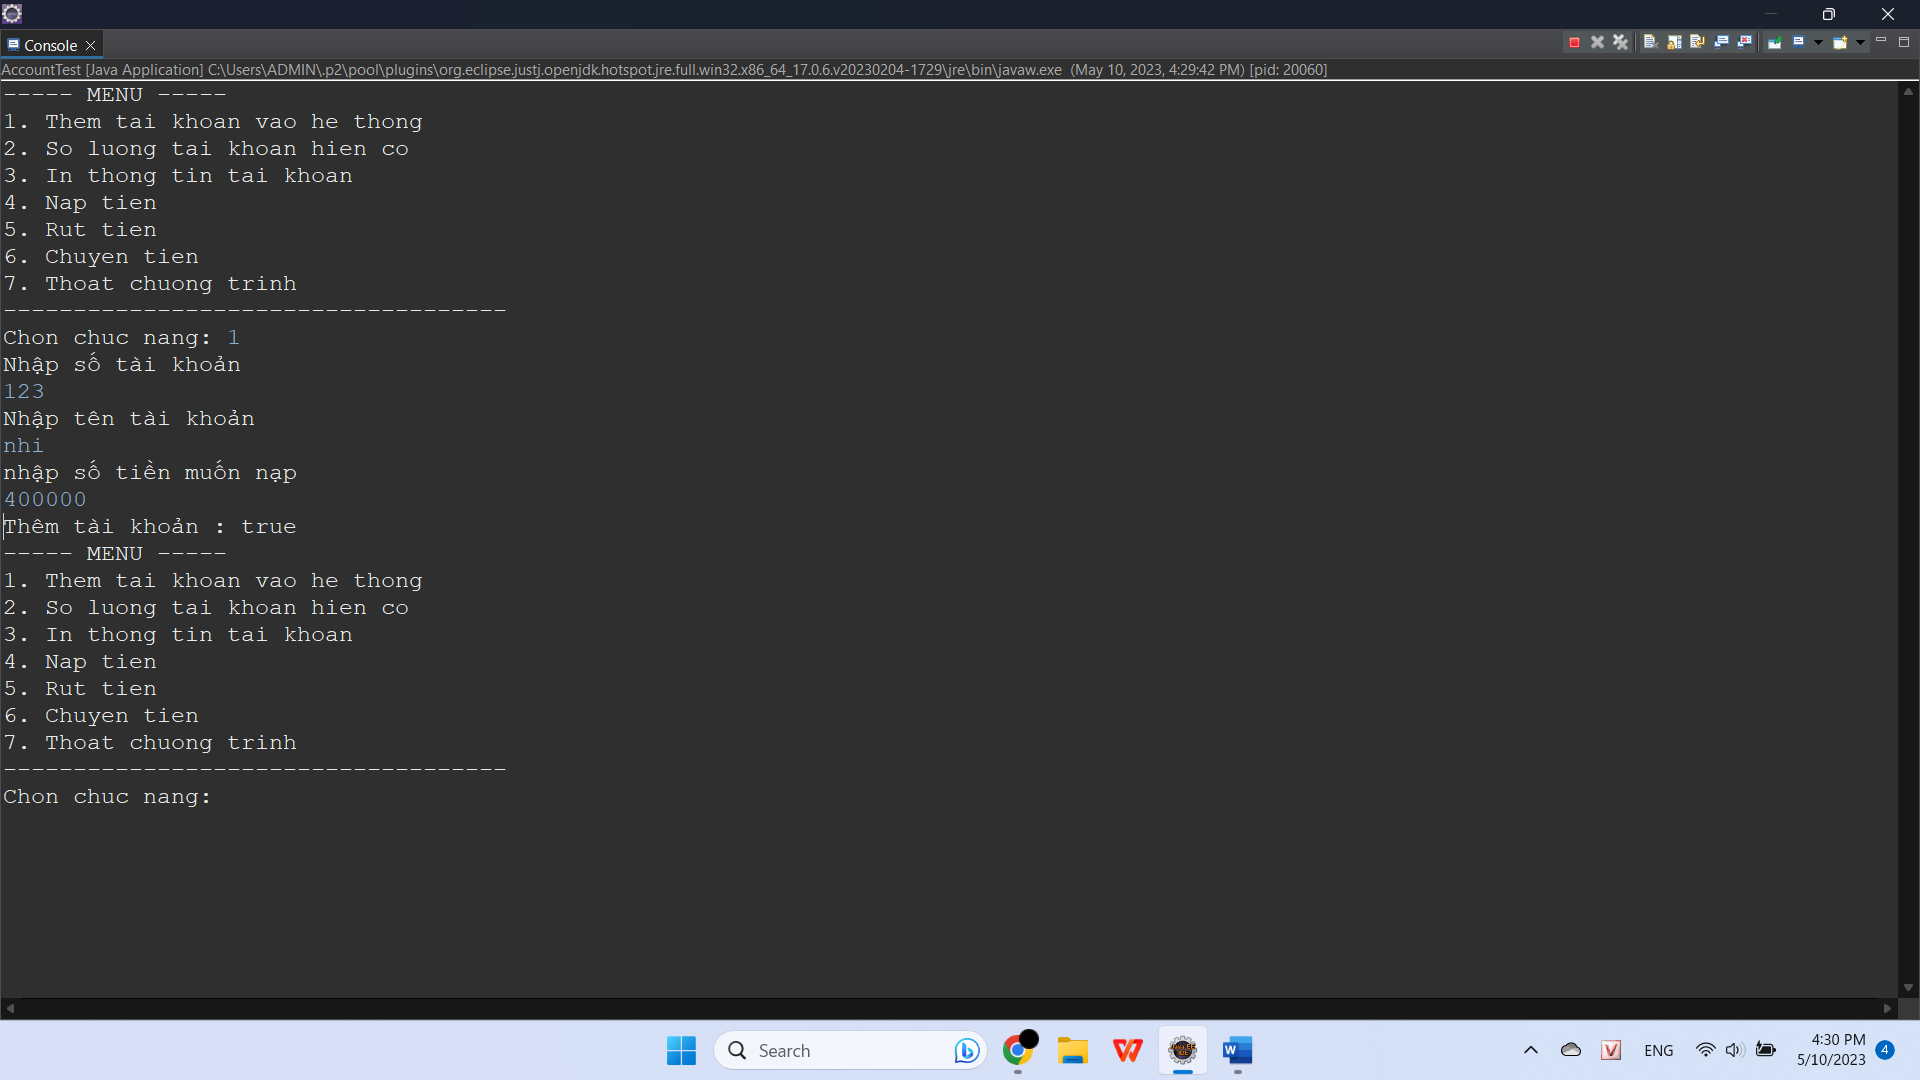 Console
AccountTest [Java Application] C:\Users\ADMIN\.p2\pool\plugins\org.eclipse.justj.openjdk.hotspot.jre.full.win32.x86_64_17.0.6.v20230204-1729\jre\bin\javaw.exe (May 10, 2023, 4:29:42 PM) [pid: 20060]
----- MENU -----
1. Them tai khoan vao he thong
2. So luong tai khoan hien co
3. In thong tin tai khoan
4. Nap tien
5. Rut tien
6. Chuyen tien
7. Thoat chuong trinh
------------------------------------
Chon chuc nang: 1
Nhập số tài khoản
123
Nhập tên tài khoản
nhi
nhập số tiền muốn nạp
400000
Thêm tài khoản : true
----- MENU -----
1. Them tai khoan vao he thong
2. So luong tai khoan hien co
3. In thong tin tai khoan
4. Nap tien
5. Rut tien
6. Chuyen tien
7. Thoat chuong trinh
------------------------------------
Chon chuc nang:
Search
ENG
4:30 PM
5/10/2023
4